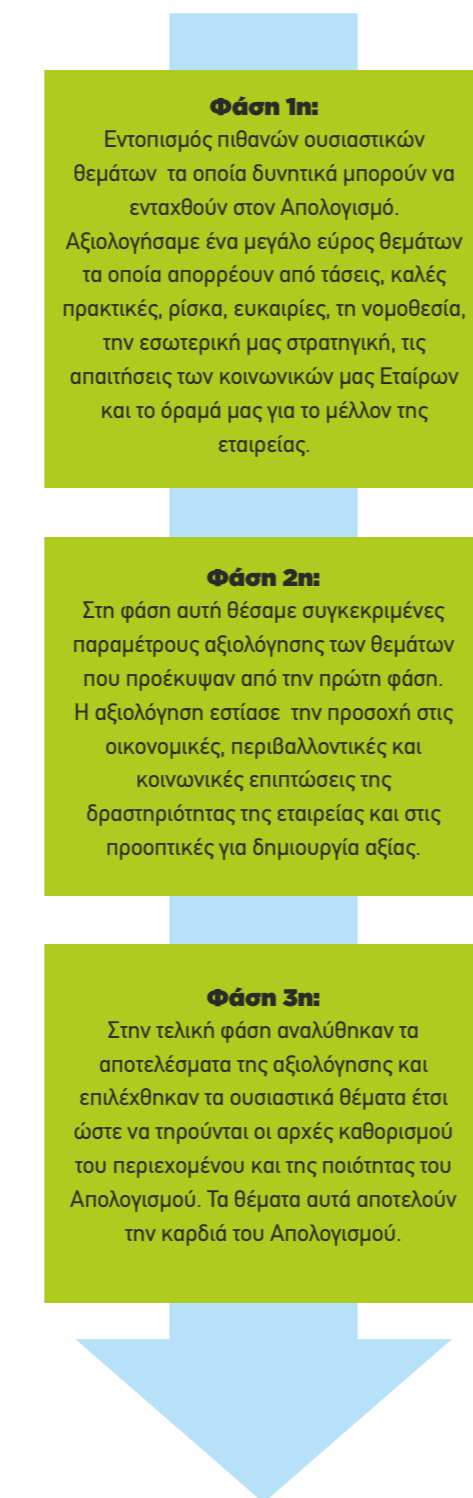 Φάση 1η:
Εντοπισμός πιθανών ουσιαστικών
θεμάτων τα οποία δυνητικά μπορούν να
ενταχθούν στον Απολογισμό.
Αξιολογήσαμε ένα μεγάλο εύρος θεμάτων
τα οποία απορρέουν από τάσεις, καλές
πρακτικές, ρίσκα, ευκαιρίες, τη νομοθεσία,
την εσωτερική μας στρατηγική, τις
απαιτήσεις των κοινωνικών μας Εταίρων
και το όραμά μας για το μέλλον της
εταιρείας.
Φάση 2η:
Στη φάση αυτή θέσαμε συγκεκριμένες
παραμέτρους αξιολόγησης των θεμάτων
που προέκυψαν από την πρώτη φάση.
Η αξιολόγηση εστίασε την προσοχή στις
οικονομικές, περιβαλλοντικές και
κοινωνικές επιπτώσεις της
δραστηριότητας της εταιρείας και στις
προοπτικές για δημιουργία αξίας.
Φάση 3η:
Στην τελική φάση αναλύθηκαν τα
αποτελέσματα της αξιολόγησης και
επιλέχθηκαν τα ουσιαστικά θέματα έτσι
ώστε να τηρούνται οι αρχές καθορισμού
του περιεχομένου και της ποιότητας του
Απολογισμού. Τα θέματα αυτά αποτελούν
την καρδιά του Απολογισμού.